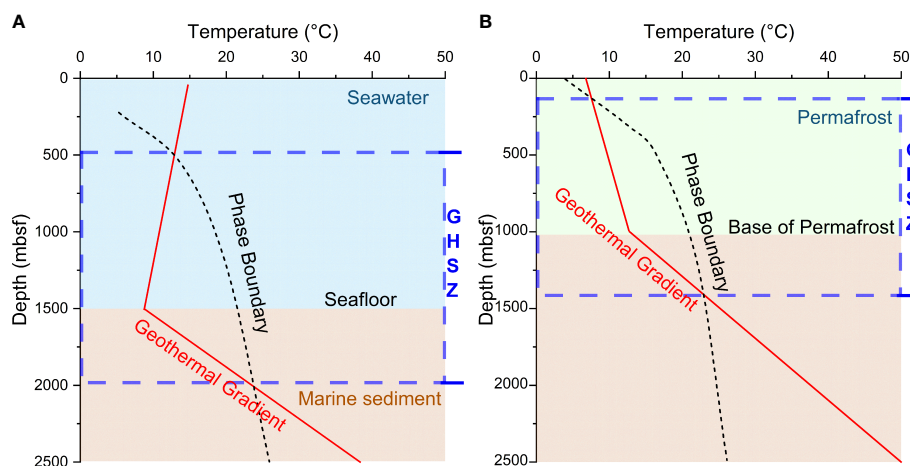 A
Temperature (°C)
0 10 20 30 40 50
0
500
1000
1500
2000
2500
Depth (mbsf)
Seawater
Phase Boundary
G
H
S
Z
Seafloor
Geothermal Gradient
Marine sediment
B
Temperature (°C)
0 10 20 30 40 50
0
500
1000
1500
2000
2500
Depth (mbsf)
Permafrost
Phase Boundary
Base of Permafrost
Geothermal Gradient